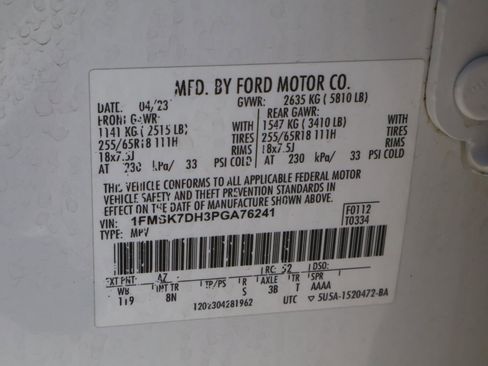 MFD. BY FORD MOTOR CO.
DATE: 04/23 GVWR: 2635 KG ( 5810 LB)
FRONT GAWR: REAR GAWR:
1141 KG ( 2515 LB) WITH 1547 KG ( 3410 LB) WITH
255/65R18 111H TIRES 255/65R18 111H TIRES
18x7.5J RIMS 18x7.5J RIMS
AT 230 kPa/ 33 PSI COLD AT 230 kPa/ 33 PSI COLD
THIS VEHICLE CONFORMS TO ALL APPLICABLE FEDERAL MOTOR
VEHICLE SAFETY AND THEFT PREVENTION STANDARDS IN
EFFECT ON THE DATE OF MANUFACTURE SHOWN ABOVE.
VIN: 1FMSK7DH3PGA76241 F0112
TYPE: MPV T0334
EXT PNT: AZ RC: 52 DSO:
WB INT TR TP/PS R AXLE TR SPR
119 8N S 3B T AAAA
1202304281962 UTC 5U5A-1520472-BA